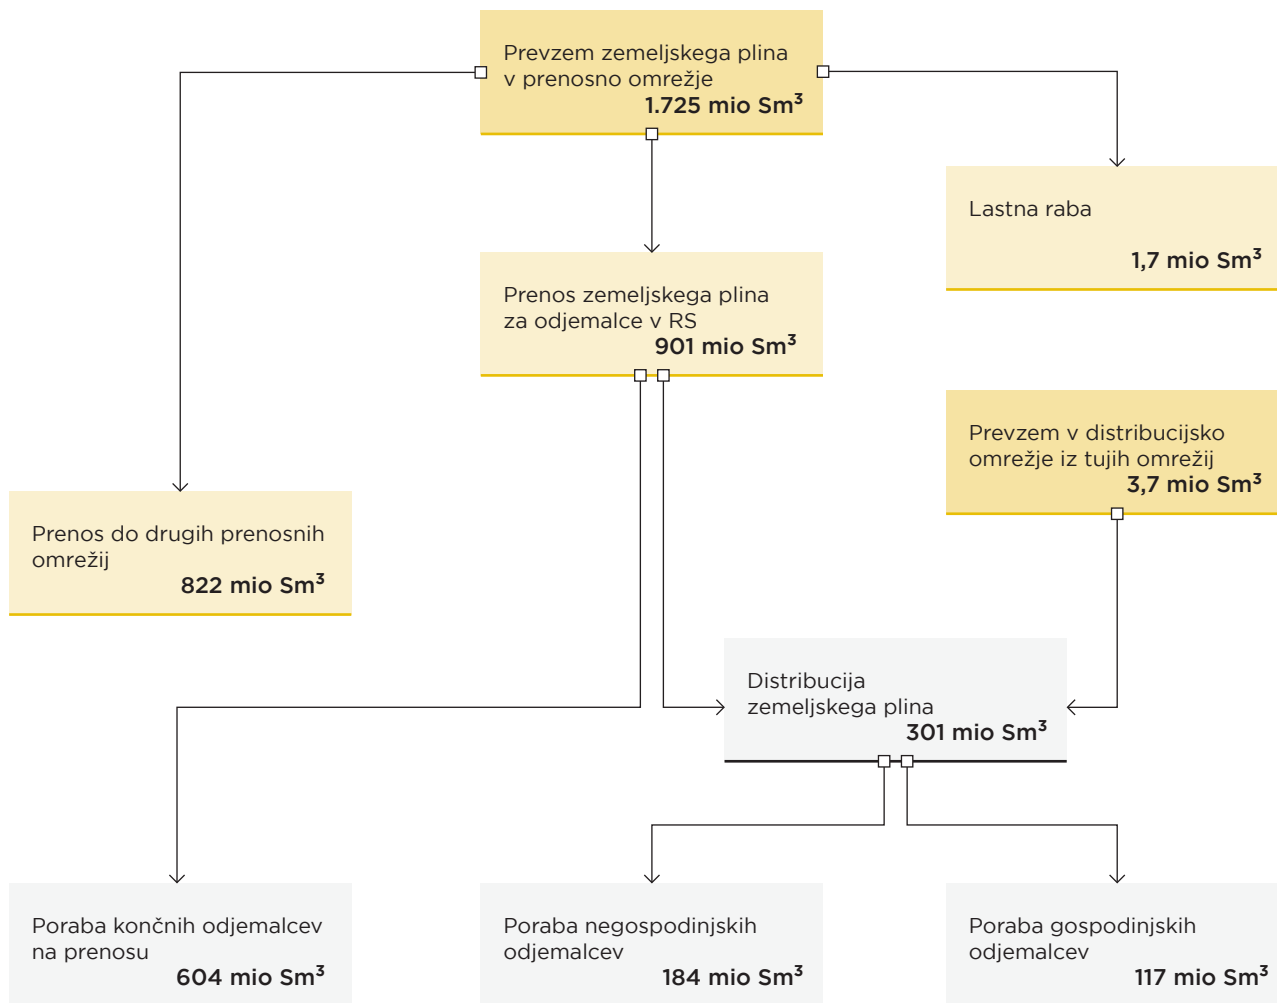 Prevzem zemeljskega plina
v prenosno omrežje
1.725 mio Sm³
Lastna raba
1,7 mio Sm³
Prenos zemeljskega plina
za odjemalce v RS
901 mio Sm³
Prevzem v distribucijsko
omrežje iz tujih omrežij
3,7 mio Sm³
Prenos do drugih prenosnih
omrežij
822 mio Sm³
Distribucija
zemeljskega plina
301 mio Sm³
Poraba končnih odjemalcev
na prenosu
604 mio Sm³
Poraba negospodinjskih
odjemalcev
184 mio Sm³
Poraba gospodinjskih
odjemalcev
117 mio Sm³